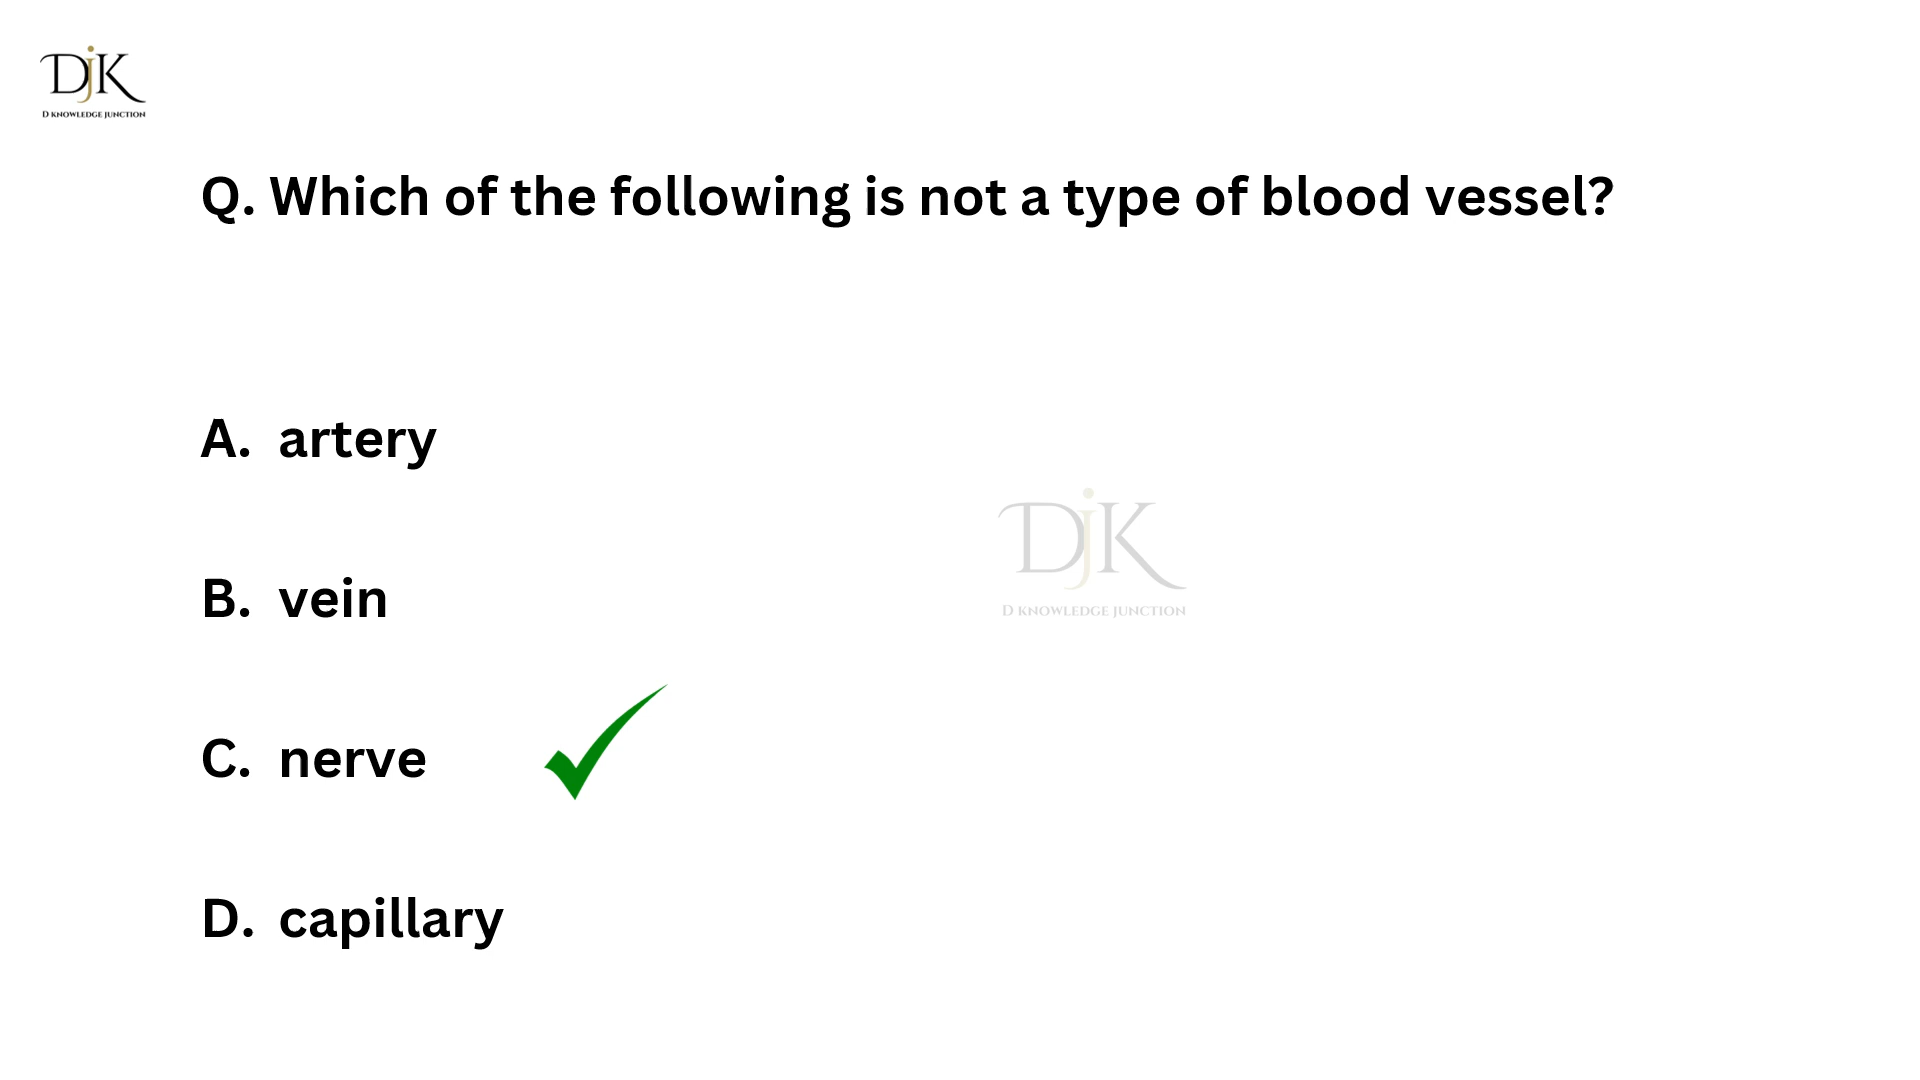 DjK
D KNOWLEDGE JUNCTION
Q. Which of the following is not a type of blood vessel?
A. artery
DjK
D KNOWLEDGE JUNCTION
B. vein
C. nerve
D. capillary